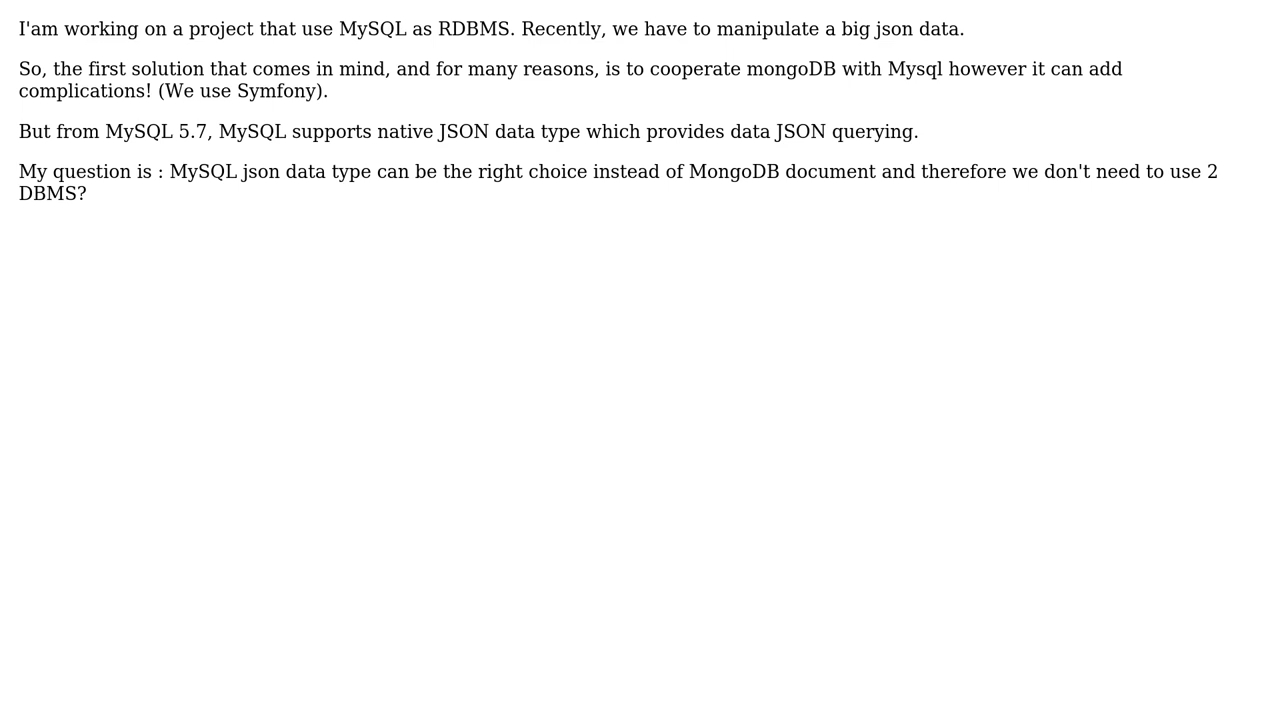 I'am working on a project that use MySQL as RDBMS. Recently, we have to manipulate a big json data.
So, the first solution that comes in mind, and for many reasons, is to cooperate mongoDB with Mysql however it can add
complications! (We use Symfony).
But from MySQL 5.7, MySQL supports native JSON data type which provides data JSON querying.
My question is : MySQL json data type can be the right choice instead of MongoDB document and therefore we don't need to use 2
DBMS?